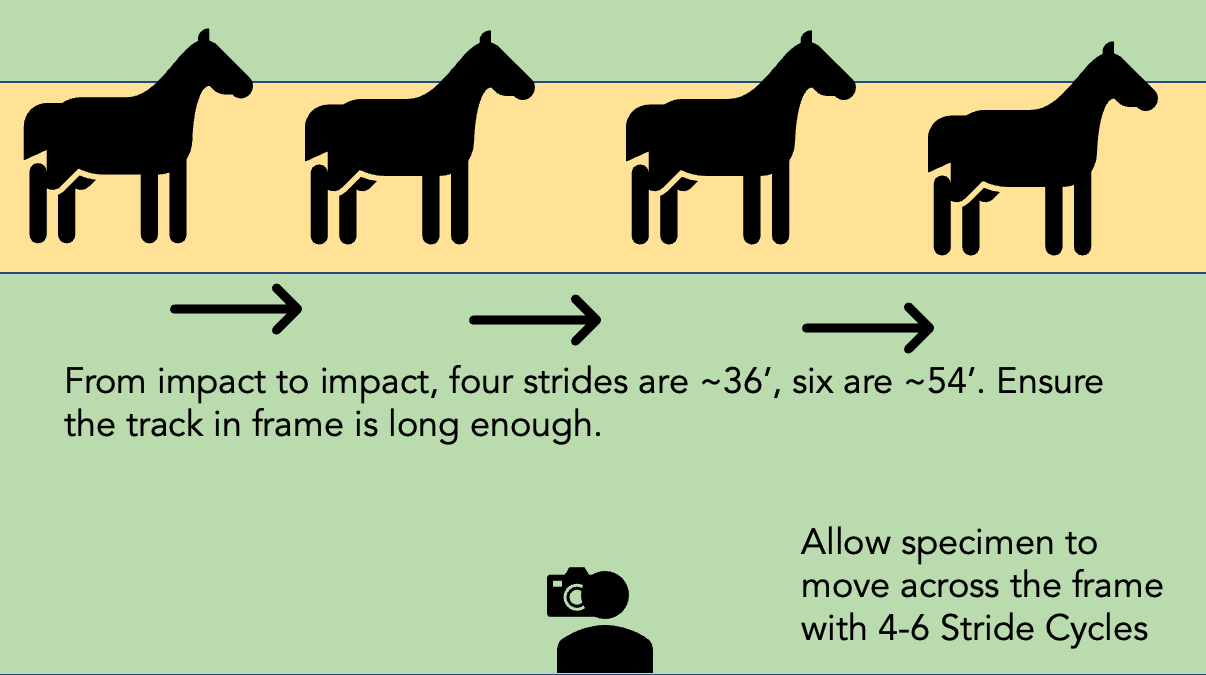 From impact to impact, four strides are ~36’, six are ~54’. Ensure
the track in frame is long enough.
Allow specimen to
move across the frame
with 4-6 Stride Cycles